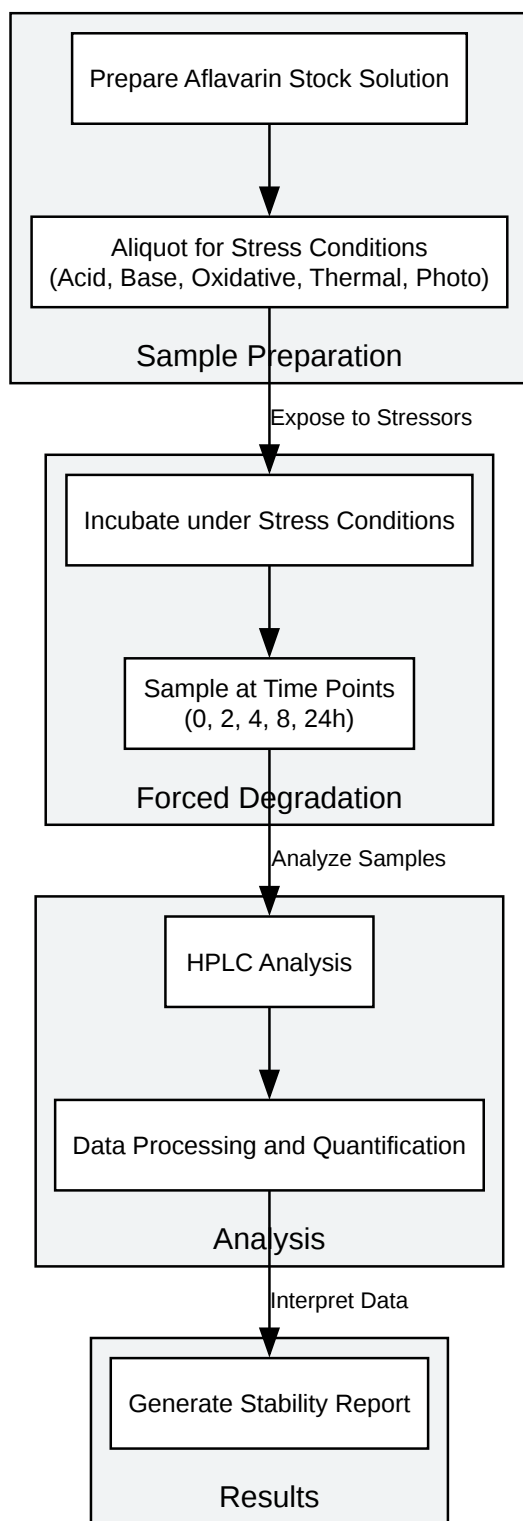 Prepare Aflavarin Stock Solution
Aliquot for Stress Conditions
(Acid, Base, Oxidative, Thermal, Photo)
Sample Preparation
Expose to Stressors
Incubate under Stress Conditions
Sample at Time Points
(0, 2, 4, 8, 24h)
Forced Degradation
Analyze Samples
HPLC Analysis
Data Processing and Quantification
Analysis
Interpret Data
Generate Stability Report
Results